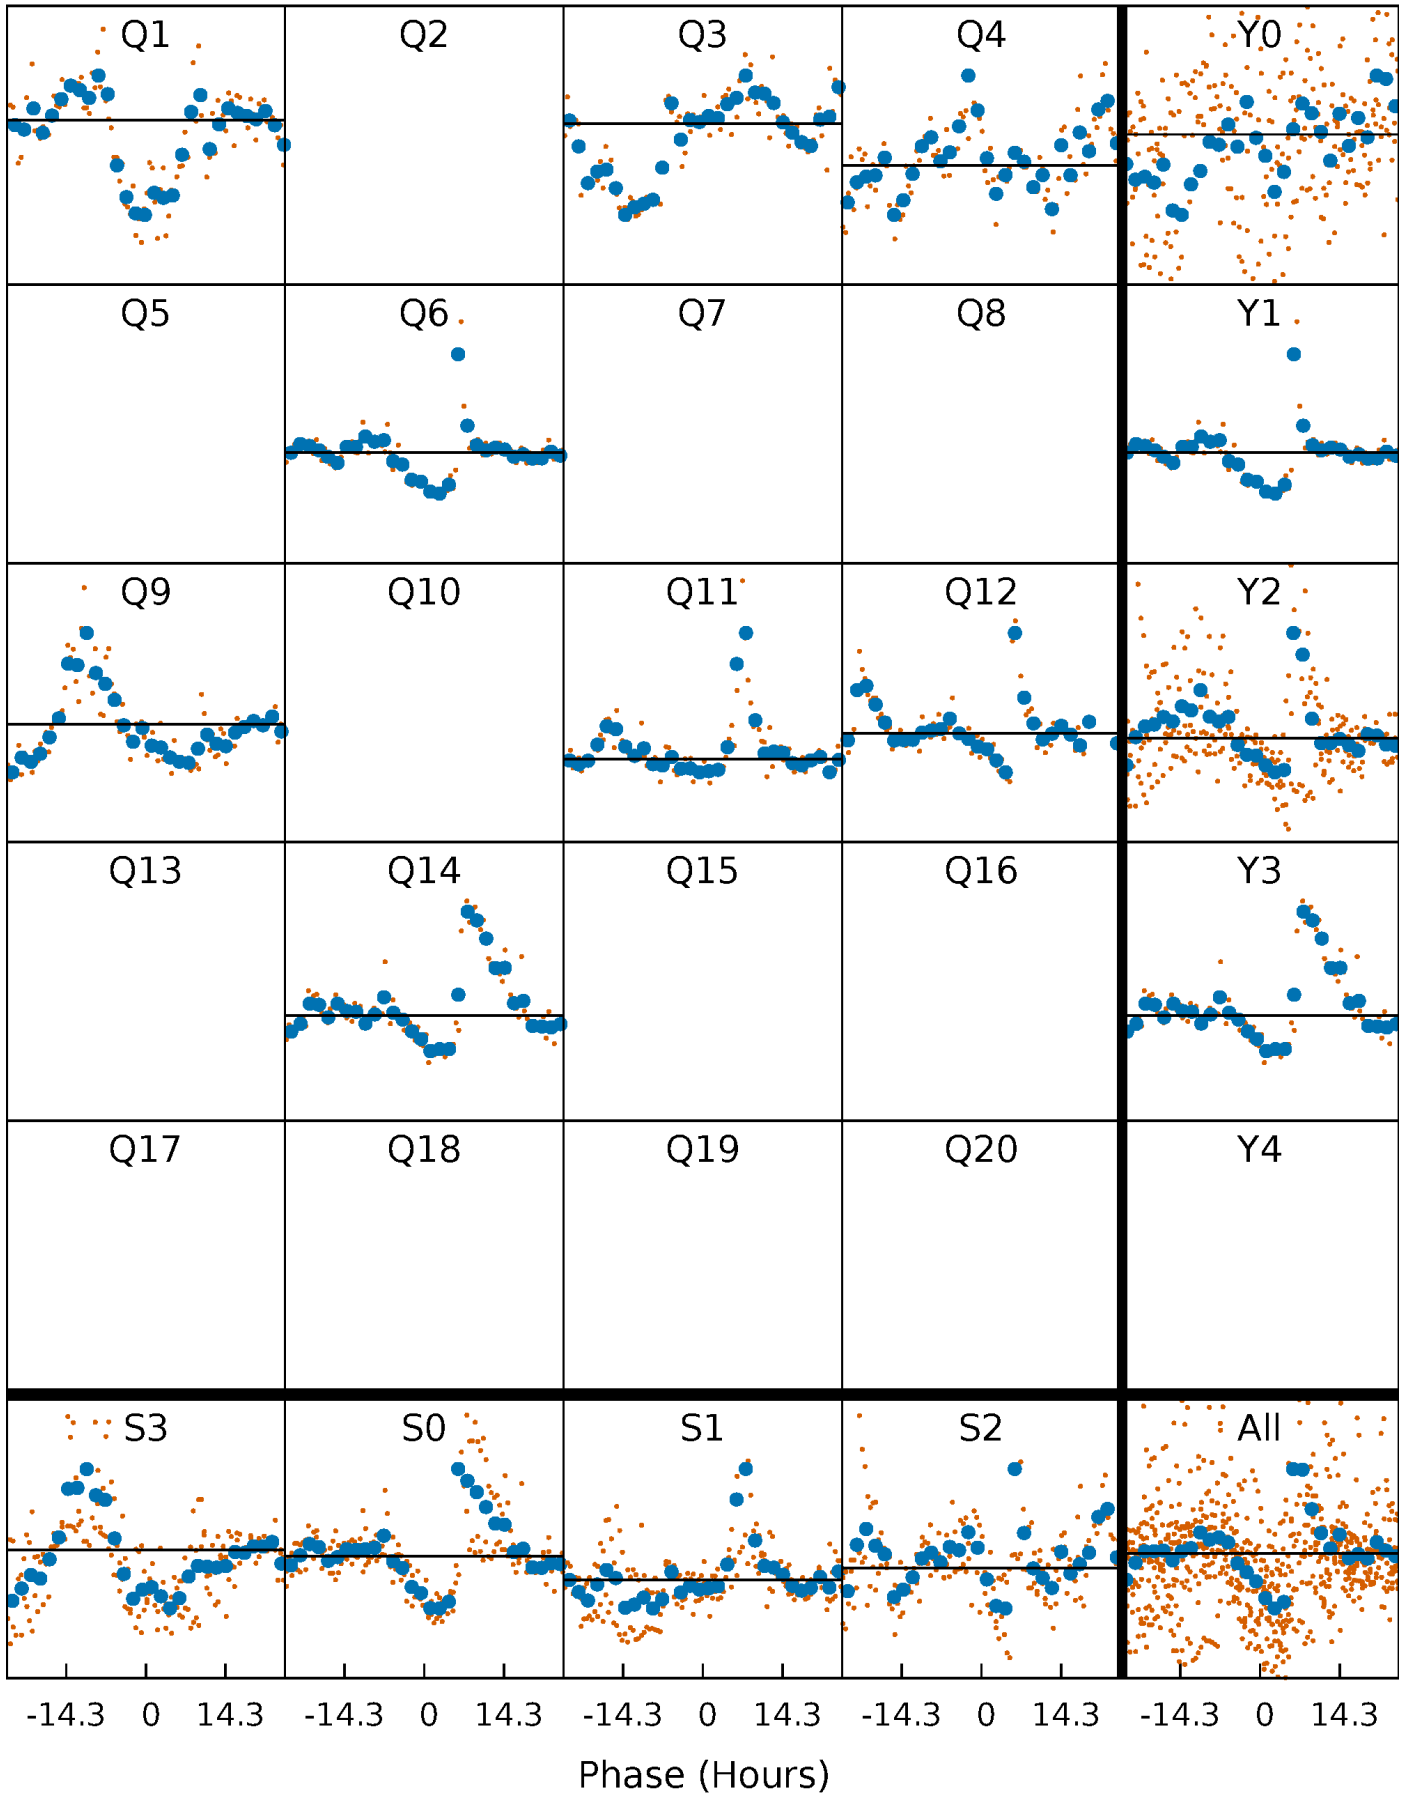 Q1 Q2 Q3 Q4 Y0
Q5 Q6 Q7 Q8 Y1
Q9 Q10 Q11 Q12 Y2
Q13 Q14 Q15 Q16 Y3
Q17 Q18 Q19 Q20 Y4
S3 S0 S1 S2 All
-14.3 0 14.3 -14.3 0 14.3 -14.3 0 14.3 -14.3 0 14.3 -14.3 0 14.3
Phase (Hours)